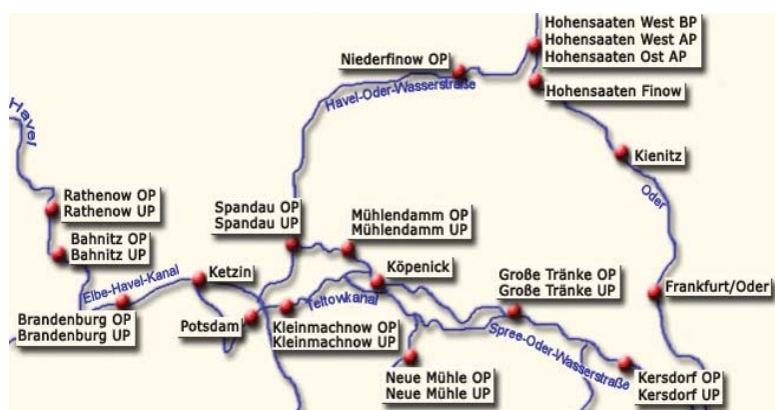 Hohensaaten West BP
Hohensaaten West AP
Hohensaaten Ost AP
Niederfinow OP
Havel-Oder-Wasserstraße
Hohensaaten Finow
Havel
Kienitz
Oder
Rathenow OP
Rathenow UP
Spandau OP
Spandau UP
Mühlendamm OP
Mühlendamm UP
Bahnitz OP
Bahnitz UP
Ketzin
Köpenick
Große Tränke OP
Große Tränke UP
Elbe-Havel-Kanal
Teltowkanal
Frankfurt/Oder
Brandenburg OP
Brandenburg UP
Potsdam
Kleinmachnow OP
Kleinmachnow UP
Spree-Oder-Wasserstraße
Neue Mühle OP
Neue Mühle UP
Kersdorf OP
Kersdorf UP